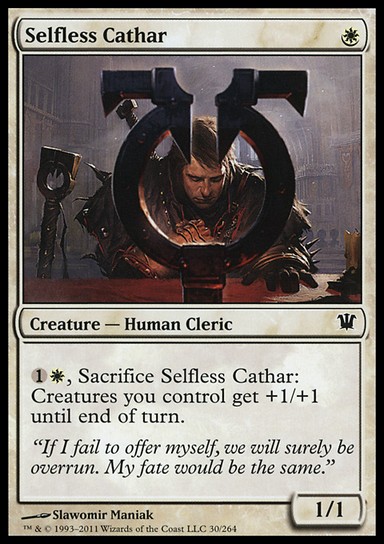 Selfless Cathar
Creature — Human Cleric
1, Sacrifice Selfless Cathar:
Creatures you control get +1/+1
until end of turn.
“If I fail to offer myself, we will surely be
overrun. My fate would be the same.”
Slawomir Maniak
1/1
™ & © 1993–2011 Wizards of the Coast LLC 30/264